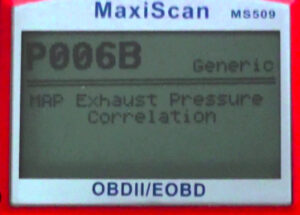 MaxiScan MS509
P006B Generic
MAP Exhaust Pressure
Correlation
OBDII/EOBD